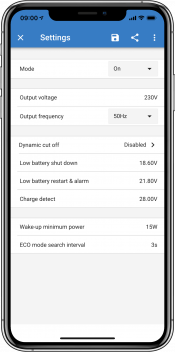 09:00
Settings
Mode On
Output voltage 230V
Output frequency 50Hz
Dynamic cut off Disabled
Low battery shut down 18.60V
Low battery restart & alarm 21.80V
Charge detect 28.00V
Wake-up minimum power 15W
ECO mode search interval 3s